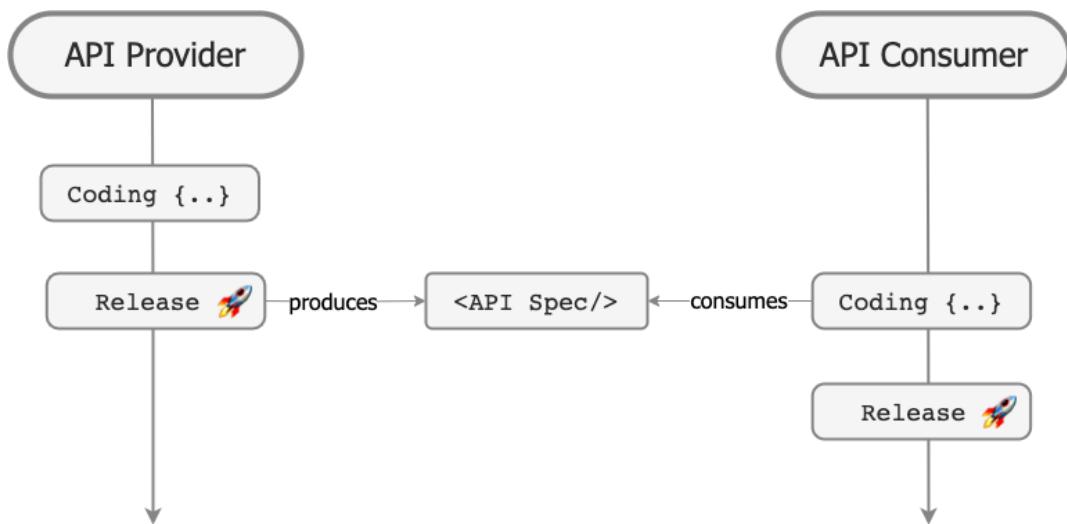 API Provider
API Consumer
Coding {..}
Release 🚀
produces
<API Spec/>
consumes
Coding {..}
Release 🚀